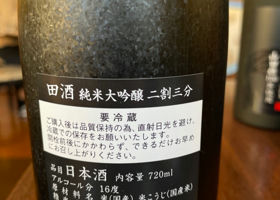 田酒 純米大吟醸 二割三分
要冷蔵
ご購入後は品質保持の為、直射日光を避け、
冷蔵での保存をお願いいたします。
開栓前後にかかわらず、できるだけお早め
にお召し上がりください。
品目 日本酒 内容量 720ml
アルコール分 16度
原材料名 米(国産) 米こうじ(国産米)